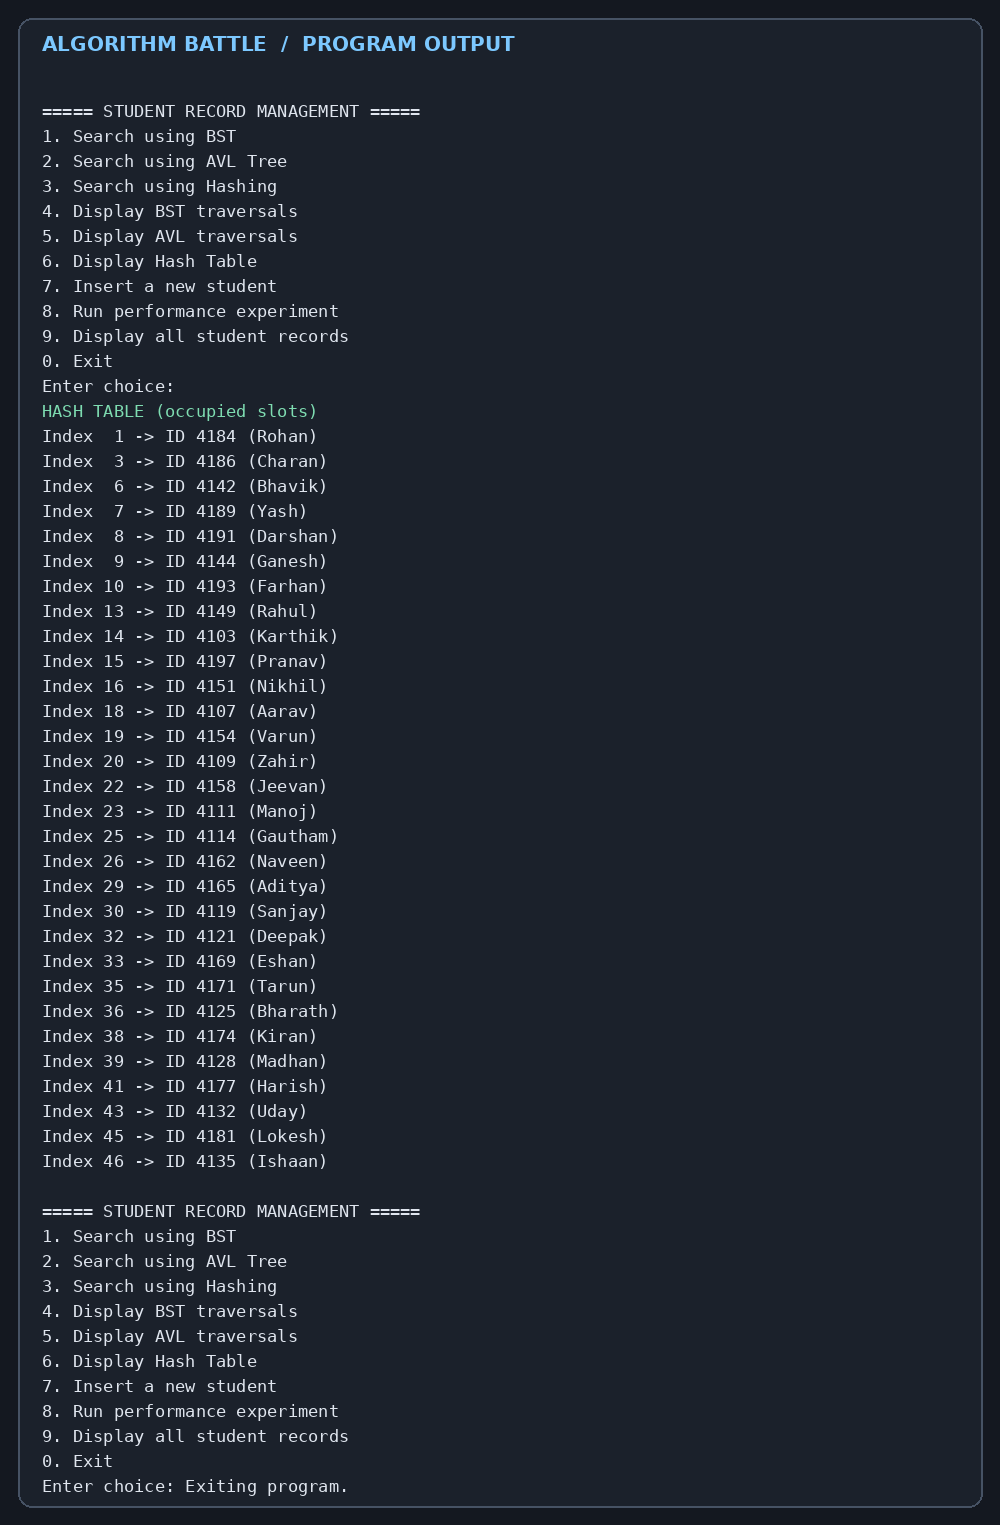 ALGORITHM BATTLE / PROGRAM OUTPUT
===== STUDENT RECORD MANAGEMENT =====
1. Search using BST
2. Search using AVL Tree
3. Search using Hashing
4. Display BST traversals
5. Display AVL traversals
6. Display Hash Table
7. Insert a new student
8. Run performance experiment
9. Display all student records
0. Exit
Enter choice:
HASH TABLE (occupied slots)
Index  1 -> ID 4184 (Rohan)
Index  3 -> ID 4186 (Charan)
Index  6 -> ID 4142 (Bhavik)
Index  7 -> ID 4189 (Yash)
Index  8 -> ID 4191 (Darshan)
Index  9 -> ID 4144 (Ganesh)
Index 10 -> ID 4193 (Farhan)
Index 13 -> ID 4149 (Rahul)
Index 14 -> ID 4103 (Karthik)
Index 15 -> ID 4197 (Pranav)
Index 16 -> ID 4151 (Nikhil)
Index 18 -> ID 4107 (Aarav)
Index 19 -> ID 4154 (Varun)
Index 20 -> ID 4109 (Zahir)
Index 22 -> ID 4158 (Jeevan)
Index 23 -> ID 4111 (Manoj)
Index 25 -> ID 4114 (Gautham)
Index 26 -> ID 4162 (Naveen)
Index 29 -> ID 4165 (Aditya)
Index 30 -> ID 4119 (Sanjay)
Index 32 -> ID 4121 (Deepak)
Index 33 -> ID 4169 (Eshan)
Index 35 -> ID 4171 (Tarun)
Index 36 -> ID 4125 (Bharath)
Index 38 -> ID 4174 (Kiran)
Index 39 -> ID 4128 (Madhan)
Index 41 -> ID 4177 (Harish)
Index 43 -> ID 4132 (Uday)
Index 45 -> ID 4181 (Lokesh)
Index 46 -> ID 4135 (Ishaan)
===== STUDENT RECORD MANAGEMENT =====
1. Search using BST
2. Search using AVL Tree
3. Search using Hashing
4. Display BST traversals
5. Display AVL traversals
6. Display Hash Table
7. Insert a new student
8. Run performance experiment
9. Display all student records
0. Exit
Enter choice: Exiting program.